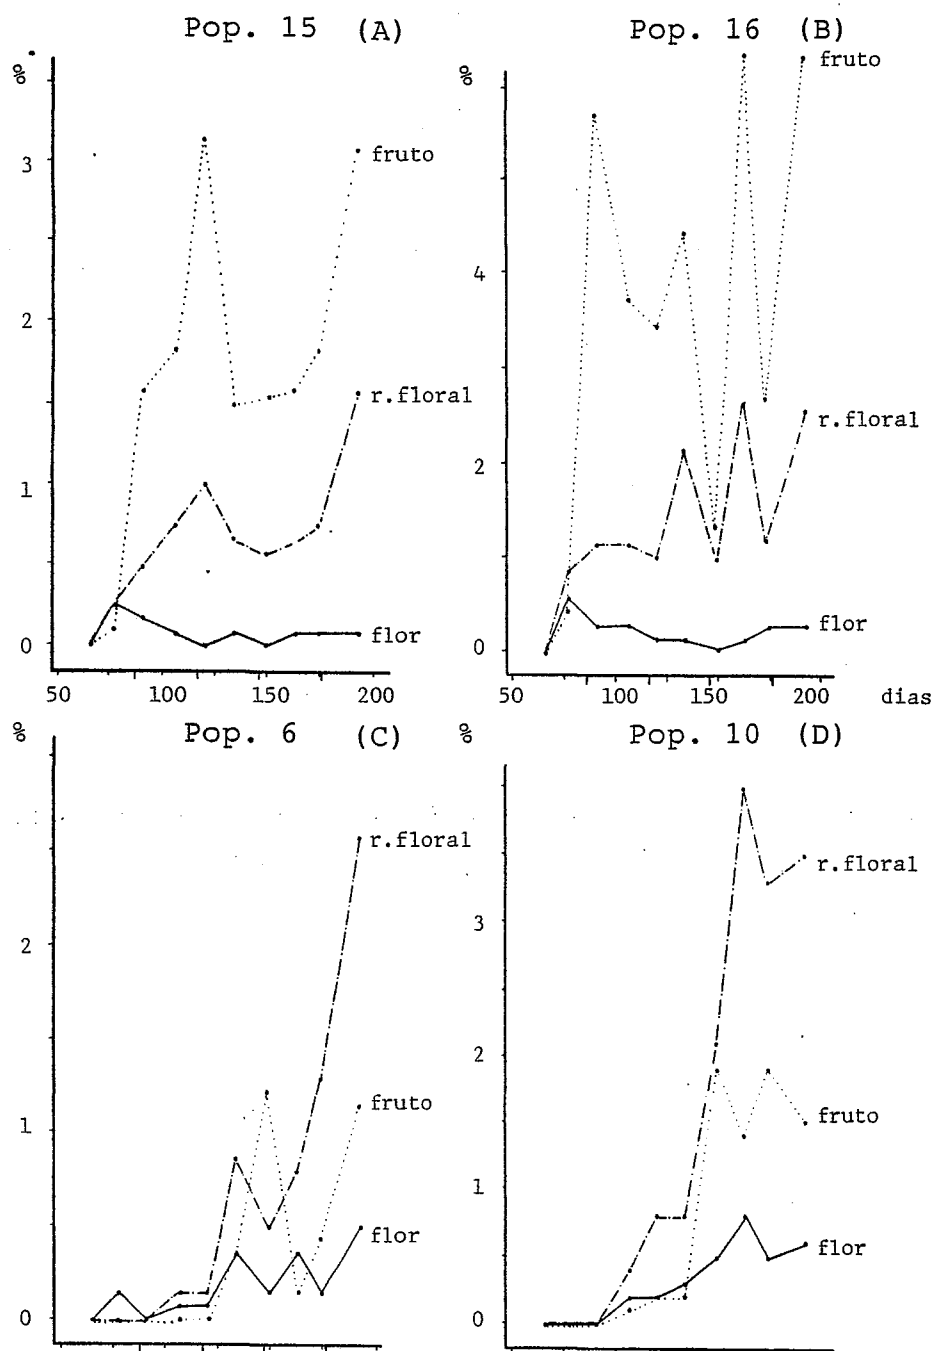 Pop. 15 (A)
%
3
2
1
0
fruto
r.floral
flor
50 100 150 200
Pop. 16 (B)
%
4
2
0
fruto
r.floral
flor
50 100 150 200 dias
Pop. 6 (C)
%
2
1
0
r.floral
fruto
flor
Pop. 10 (D)
%
3
2
1
0
r.floral
fruto
flor